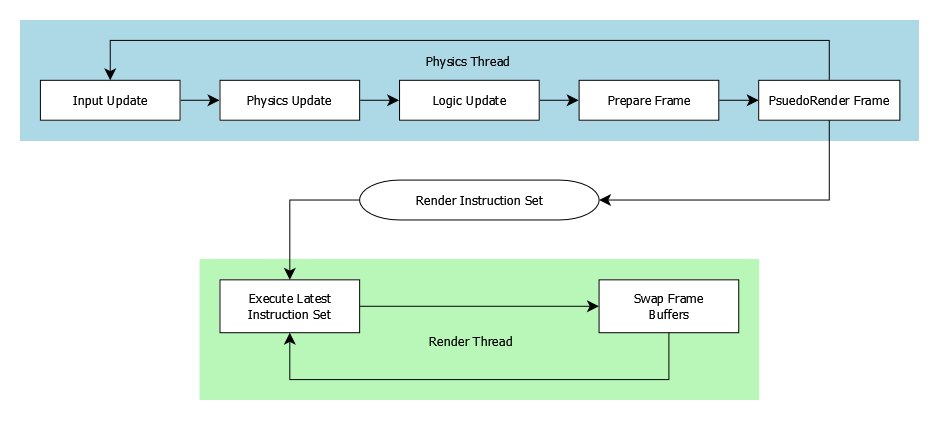 Physics Thread
Input Update
Physics Update
Logic Update
Prepare Frame
PsuedoRender Frame
Render Instruction Set
Execute Latest
Instruction Set
Swap Frame
Buffers
Render Thread